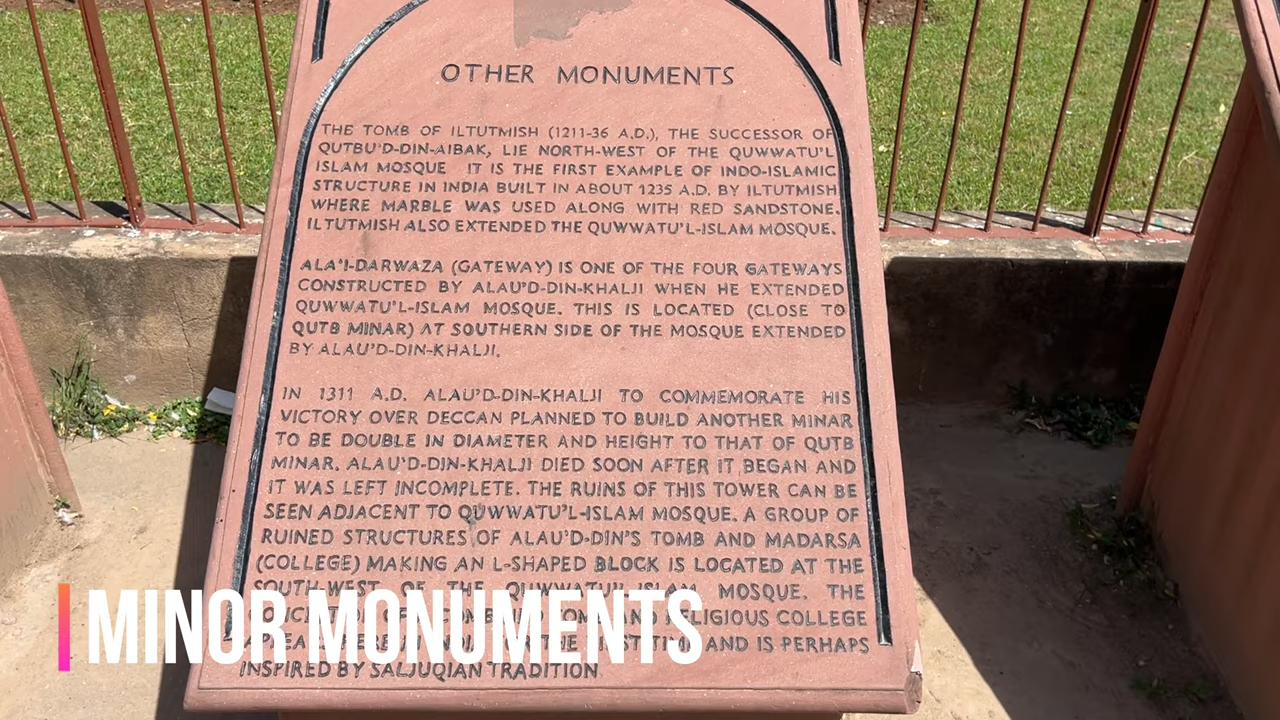 OTHER MONUMENTS
THE TOMB OF ILTUTMISH (1211-36 A.D.), THE SUCCESSOR OF
QUTBU'D-DIN-AIBAK, LIE NORTH-WEST OF THE QUWWATU'L
ISLAM MOSQUE IT IS THE FIRST EXAMPLE OF INDO-ISLAMIC
STRUCTURE IN INDIA BUILT IN ABOUT 1235 A.D. BY ILTUTMISH
WHERE MARBLE WAS USED ALONG WITH RED SANDSTONE.
ILTUTMISH ALSO EXTENDED THE QUWWATU'L-ISLAM MOSQUE.
ALA'I-DARWAZA (GATEWAY) IS ONE OF THE FOUR GATEWAYS
CONSTRUCTED BY ALAU'D-DIN-KHALJI WHEN HE EXTENDED
QUWWATU'L-ISLAM MOSQUE. THIS IS LOCATED (CLOSE TO
QUTB MINAR) AT SOUTHERN SIDE OF THE MOSQUE EXTENDED
BY ALAU'D-DIN-KHALJI.
IN 1311 A.D. ALAU'D-DIN-KHALJI TO COMMEMORATE HIS
VICTORY OVER DECCAN PLANNED TO BUILD ANOTHER MINAR
TO BE DOUBLE IN DIAMETER AND HEIGHT TO THAT OF QUTB
MINAR. ALAU'D-DIN-KHALJI DIED SOON AFTER IT BEGAN AND
IT WAS LEFT INCOMPLETE. THE RUINS OF THIS TOWER CAN BE
SEEN ADJACENT TO QUWWATU'L-ISLAM MOSQUE. A GROUP OF
RUINED STRUCTURES OF ALAU'D-DIN'S TOMB AND MADARSA
(COLLEGE) MAKING AN L-SHAPED BLOCK IS LOCATED AT THE
SOUTH-WEST OF THE QUWWATU'L-ISLAM MOSQUE. THE
AND RELIGIOUS COLLEGE
THE AND IS PERHAPS
INSPIRED BY SALJUQIAN TRADITION
MINOR MONUMENTS